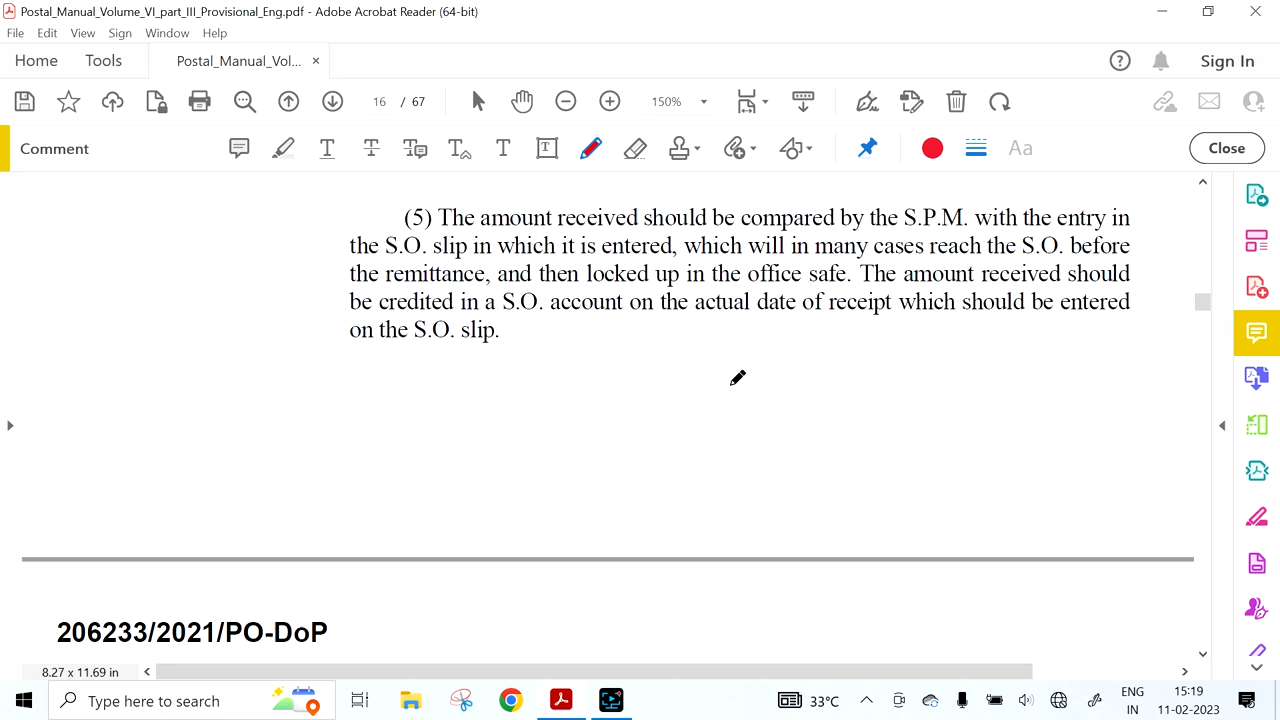 Postal_Manual_Volume_VI_part_III_Provisional_Eng.pdf - Adobe Acrobat Reader (64-bit)
File Edit View Sign Window Help
Home Tools Postal_Manual_Vol... × Sign In
16 / 67 150%
Comment Aa Close
(5) The amount received should be compared by the S.P.M. with the entry in
the S.O. slip in which it is entered, which will in many cases reach the S.O. before
the remittance, and then locked up in the office safe. The amount received should
be credited in a S.O. account on the actual date of receipt which should be entered
on the S.O. slip.
206233/2021/PO-DoP
8.27 x 11.69 in
Type here to search 33°C ENG 15:19
IN 11-02-2023